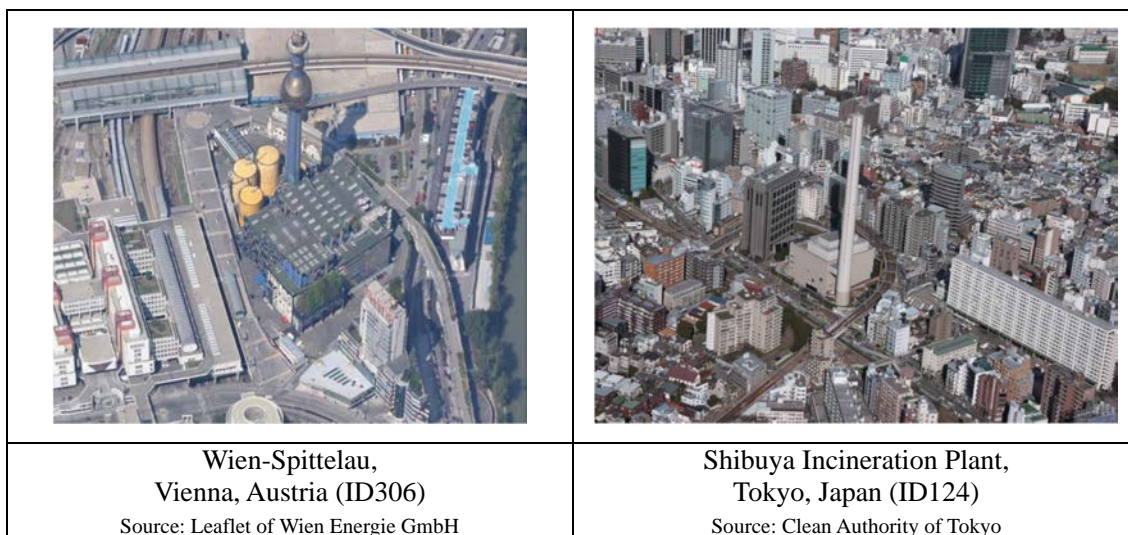 Wien-Spittelau,
Vienna, Austria (ID306)
Source: Leaflet of Wien Energie GmbH
Shibuya Incineration Plant,
Tokyo, Japan (ID124)
Source: Clean Authority of Tokyo